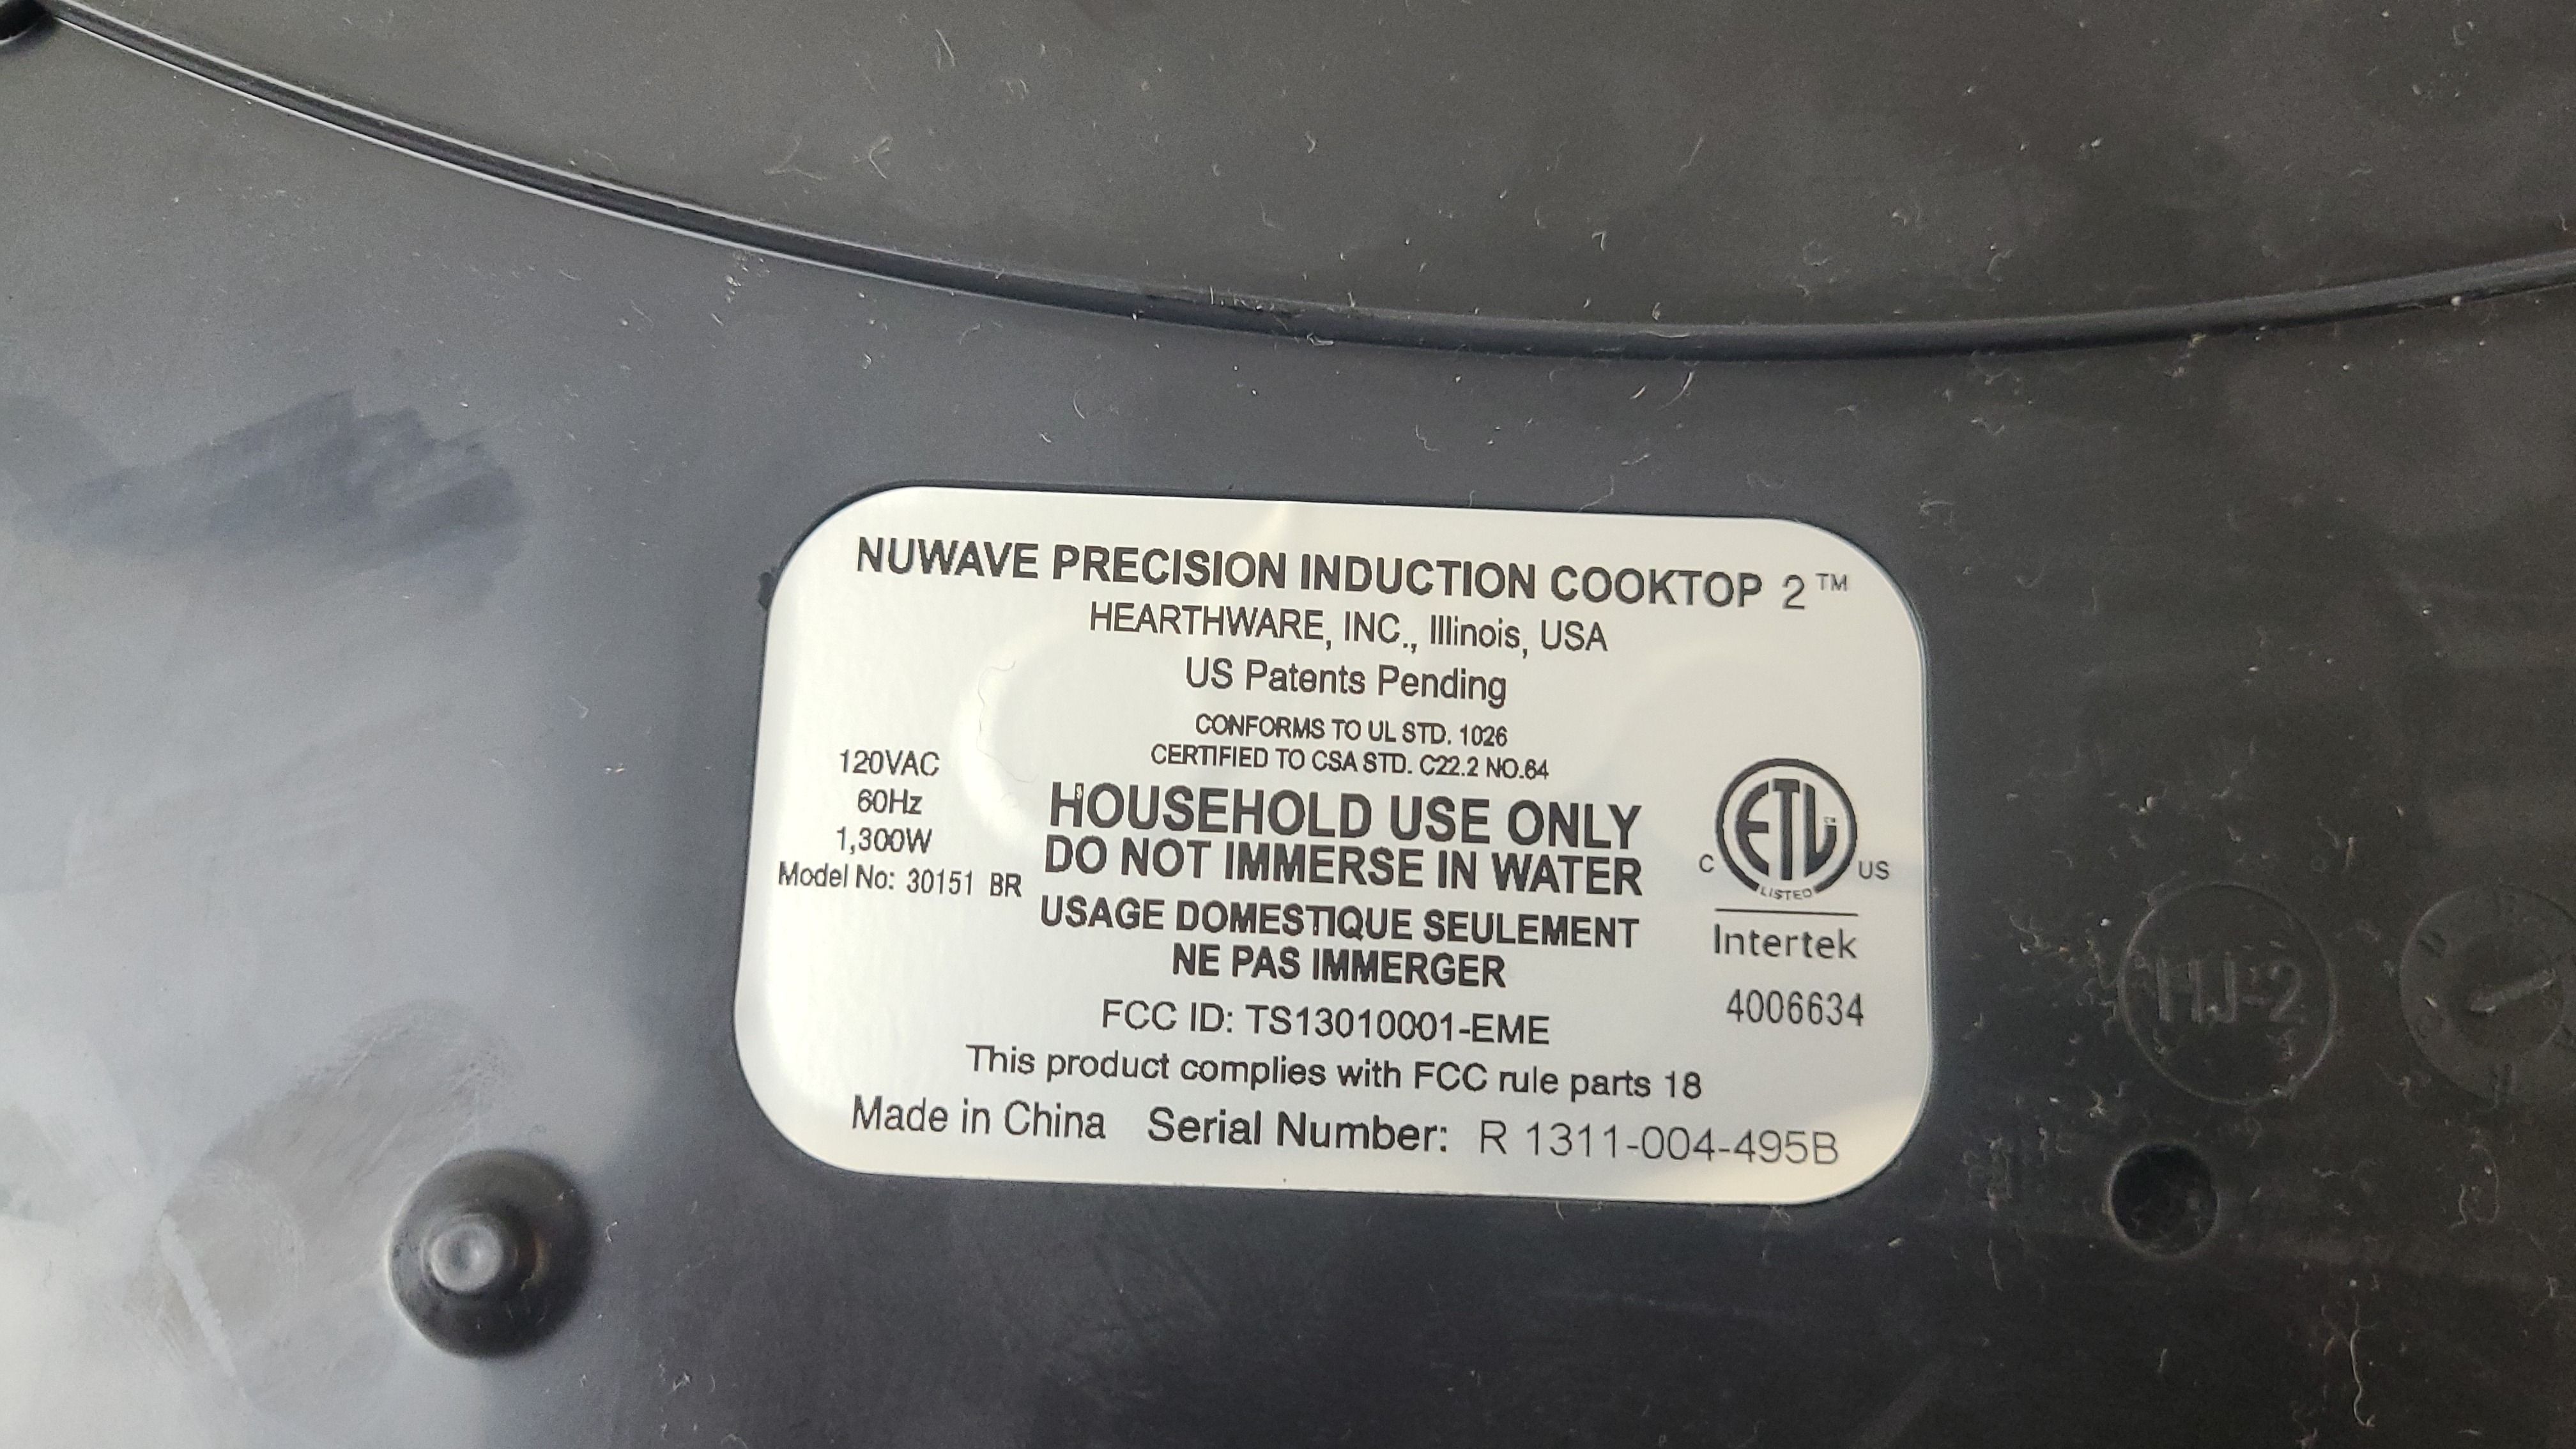 NUWAVE PRECISION INDUCTION COOKTOP 2™
HEARTHWARE, INC., Illinois, USA
US Patents Pending
CONFORMS TO UL STD. 1026
CERTIFIED TO CSA STD. C22.2 NO.64
120VAC
60Hz
1,300W
Model No: 30151 BR
HOUSEHOLD USE ONLY
DO NOT IMMERSE IN WATER
USAGE DOMESTIQUE SEULEMENT
NE PAS IMMERGER
C ETL US
LISTED
Intertek
4006634
FCC ID: TS13010001-EME
This product complies with FCC rule parts 18
Made in China Serial Number: R 1311-004-495B
HJ-2